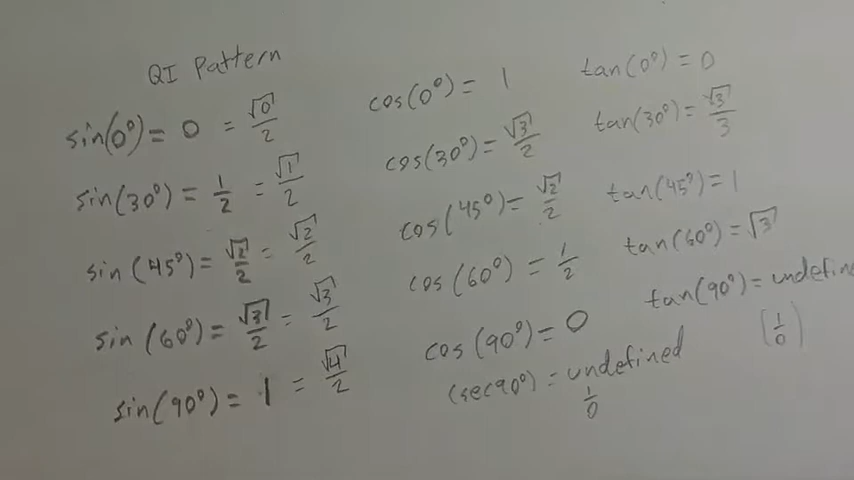 QI Pattern
sin(0°) = 0 = √0/2
sin(30°) = 1/2 = √1/2
sin(45°) = √2/2 = √2/2
sin(60°) = √3/2 = √3/2
sin(90°) = 1 = √4/2
cos(0°) = 1
cos(30°) = √3/2
cos(45°) = √2/2
cos(60°) = 1/2
cos(90°) = 0
(sec90°) = undefined
1/0
tan(0°) = 0
tan(30°) = √3/3
tan(45°) = 1
tan(60°) = √3
tan(90°) = undefine
(1/0)